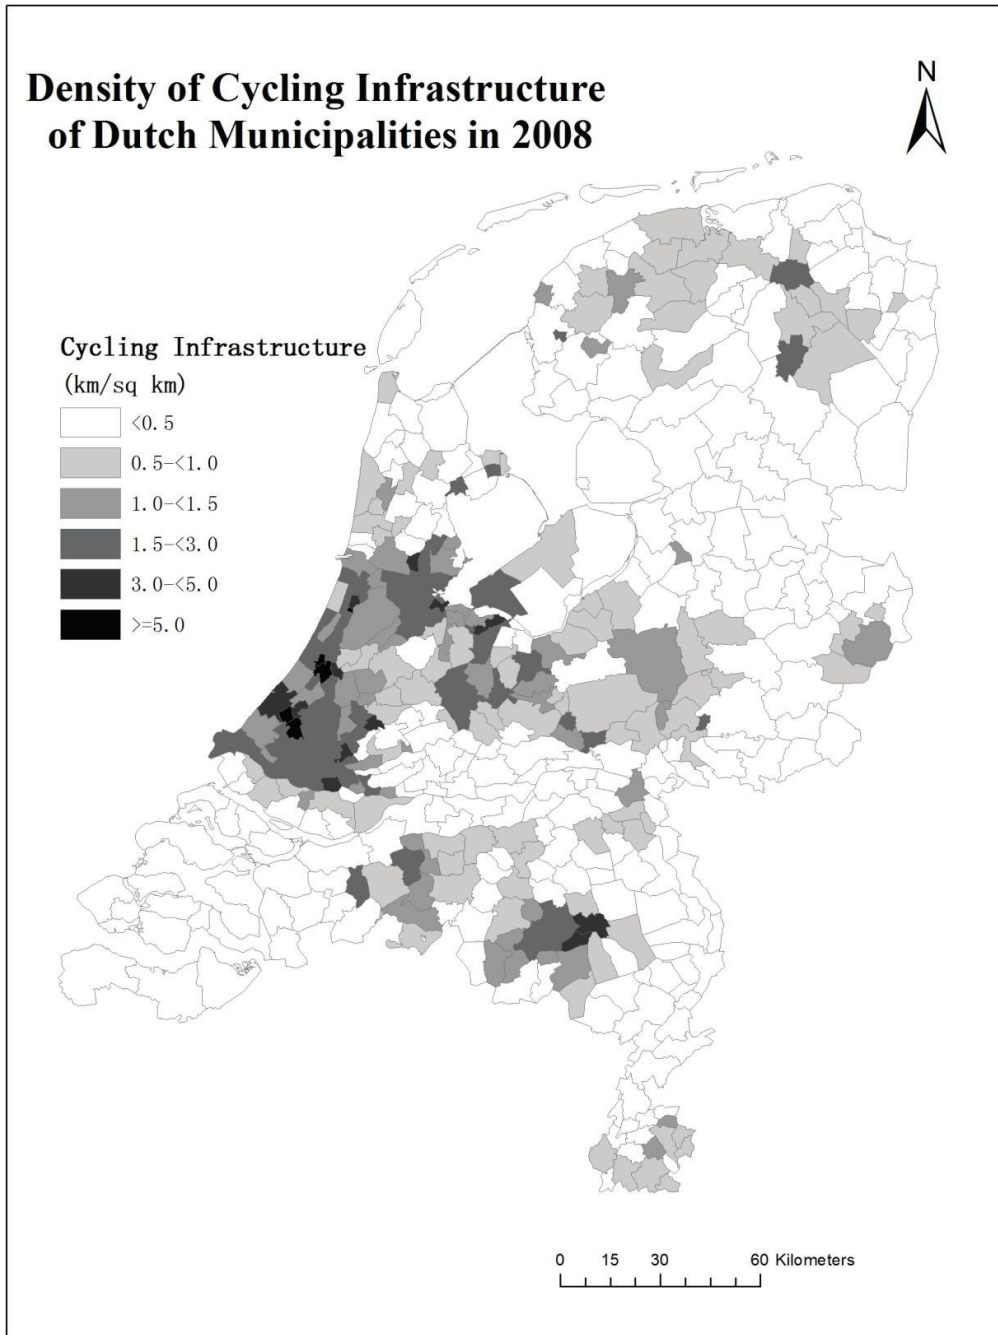 Density of Cycling Infrastructure
of Dutch Municipalities in 2008
N
Cycling Infrastructure
(km/sq km)
<0.5
0.5-<1.0
1.0-<1.5
1.5-<3.0
3.0-<5.0
>=5.0
0 15 30 60 Kilometers